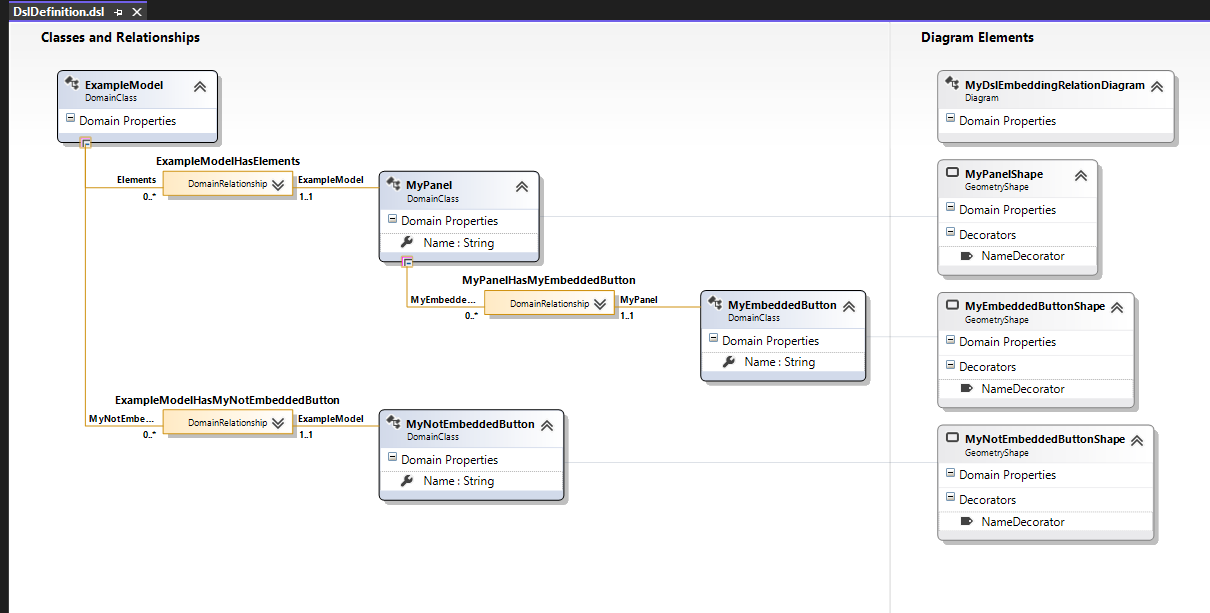 DslDefinition.dsl
Classes and Relationships
Diagram Elements
ExampleModel
DomainClass
Domain Properties
ExampleModelHasElements
Elements
DomainRelationship
ExampleModel
0..*
1..1
MyPanel
DomainClass
Domain Properties
Name : String
MyPanelHasMyEmbeddedButton
MyEmbedde...
DomainRelationship
MyPanel
0..*
1..1
MyEmbeddedButton
DomainClass
Domain Properties
Name : String
ExampleModelHasMyNotEmbeddedButton
MyNotEmbe...
DomainRelationship
ExampleModel
0..*
1..1
MyNotEmbeddedButton
DomainClass
Domain Properties
Name : String
MyDslEmbeddingRelationDiagram
Diagram
Domain Properties
MyPanelShape
GeometryShape
Domain Properties
Decorators
NameDecorator
MyEmbeddedButtonShape
GeometryShape
Domain Properties
Decorators
NameDecorator
MyNotEmbeddedButtonShape
GeometryShape
Domain Properties
Decorators
NameDecorator